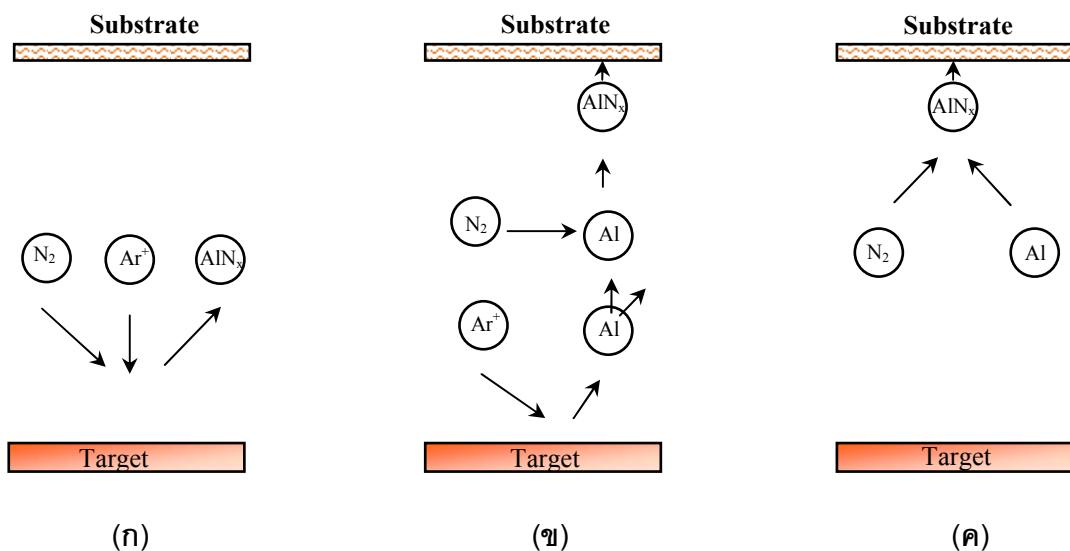 Substrate
Substrate
Substrate
AlNₓ
AlNₓ
N₂
Ar⁺
AlNₓ
N₂
Al
N₂
Al
Ar⁺
Al
Target
Target
Target
(ก)
(ข)
(ค)